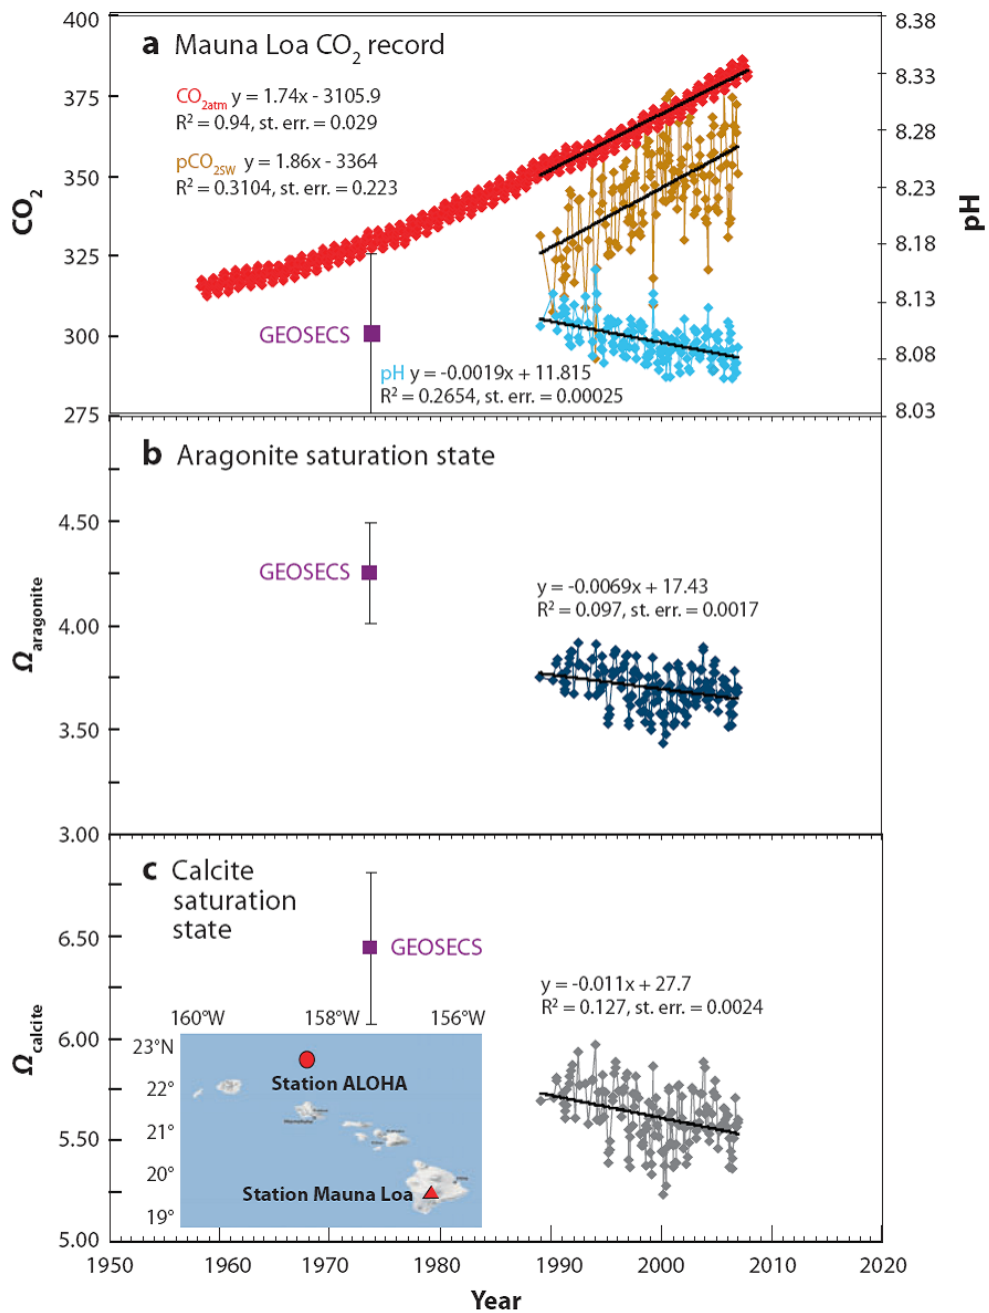 a Mauna Loa CO2 record
CO2atm y = 1.74x - 3105.9
R2 = 0.94, st. err. = 0.029
pCO2SW y = 1.86x - 3364
R2 = 0.3104, st. err. = 0.223
GEOSECS
pH y = -0.0019x + 11.815
R2 = 0.2654, st. err. = 0.00025
CO2
400
375
350
325
300
275
pH
8.38
8.33
8.28
8.23
8.18
8.13
8.08
8.03
b Aragonite saturation state
GEOSECS
y = -0.0069x + 17.43
R2 = 0.097, st. err. = 0.0017
Ωaragonite
4.50
4.00
3.50
3.00
c Calcite
saturation
state
GEOSECS
y = -0.011x + 27.7
R2 = 0.127, st. err. = 0.0024
Ωcalcite
6.50
6.00
5.50
5.00
160°W 158°W 156°W
23°N
22°
21°
20°
19°
Station ALOHA
Station Mauna Loa
1950 1960 1970 1980 1990 2000 2010 2020
Year